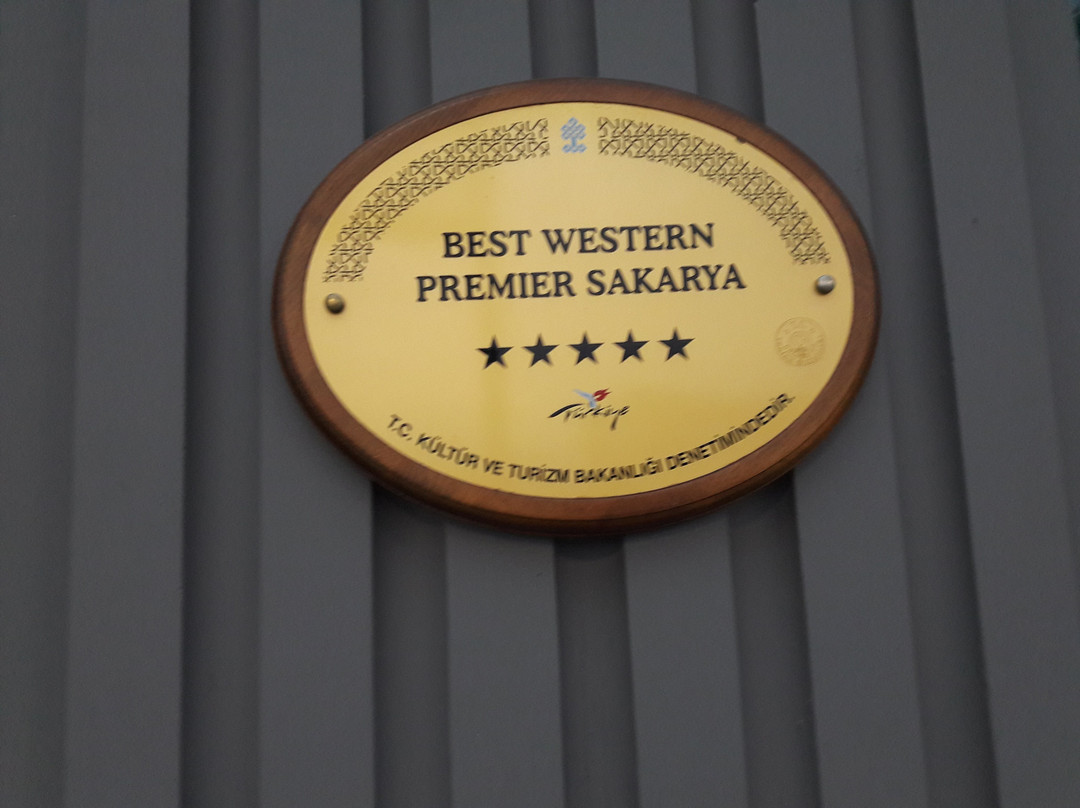 BEST WESTERN
PREMIER SAKARYA
Türkiye
T.C. KÜLTÜR VE TURİZM BAKANLIĞI DENETİMİNDEDİR.